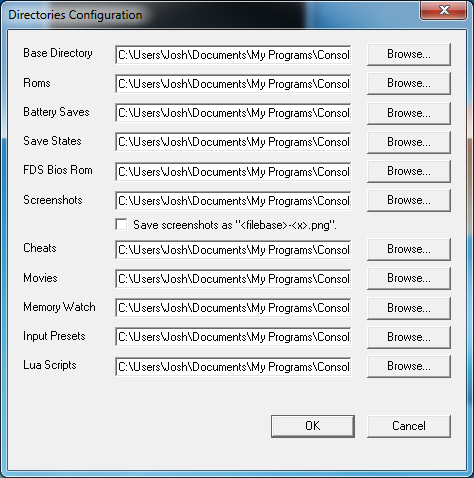 Directories Configuration
Base Directory C:\Users\Josh\Documents\My Programs\Consol Browse...
Roms C:\Users\Josh\Documents\My Programs\Consol Browse...
Battery Saves C:\Users\Josh\Documents\My Programs\Consol Browse...
Save States C:\Users\Josh\Documents\My Programs\Consol Browse...
FDS Bios Rom C:\Users\Josh\Documents\My Programs\Consol Browse...
Screenshots C:\Users\Josh\Documents\My Programs\Consol Browse...
Save screenshots as "<filebase>-<x>.png".
Cheats C:\Users\Josh\Documents\My Programs\Consol Browse...
Movies C:\Users\Josh\Documents\My Programs\Consol Browse...
Memory Watch C:\Users\Josh\Documents\My Programs\Consol Browse...
Input Presets C:\Users\Josh\Documents\My Programs\Consol Browse...
Lua Scripts C:\Users\Josh\Documents\My Programs\Consol Browse...
OK Cancel